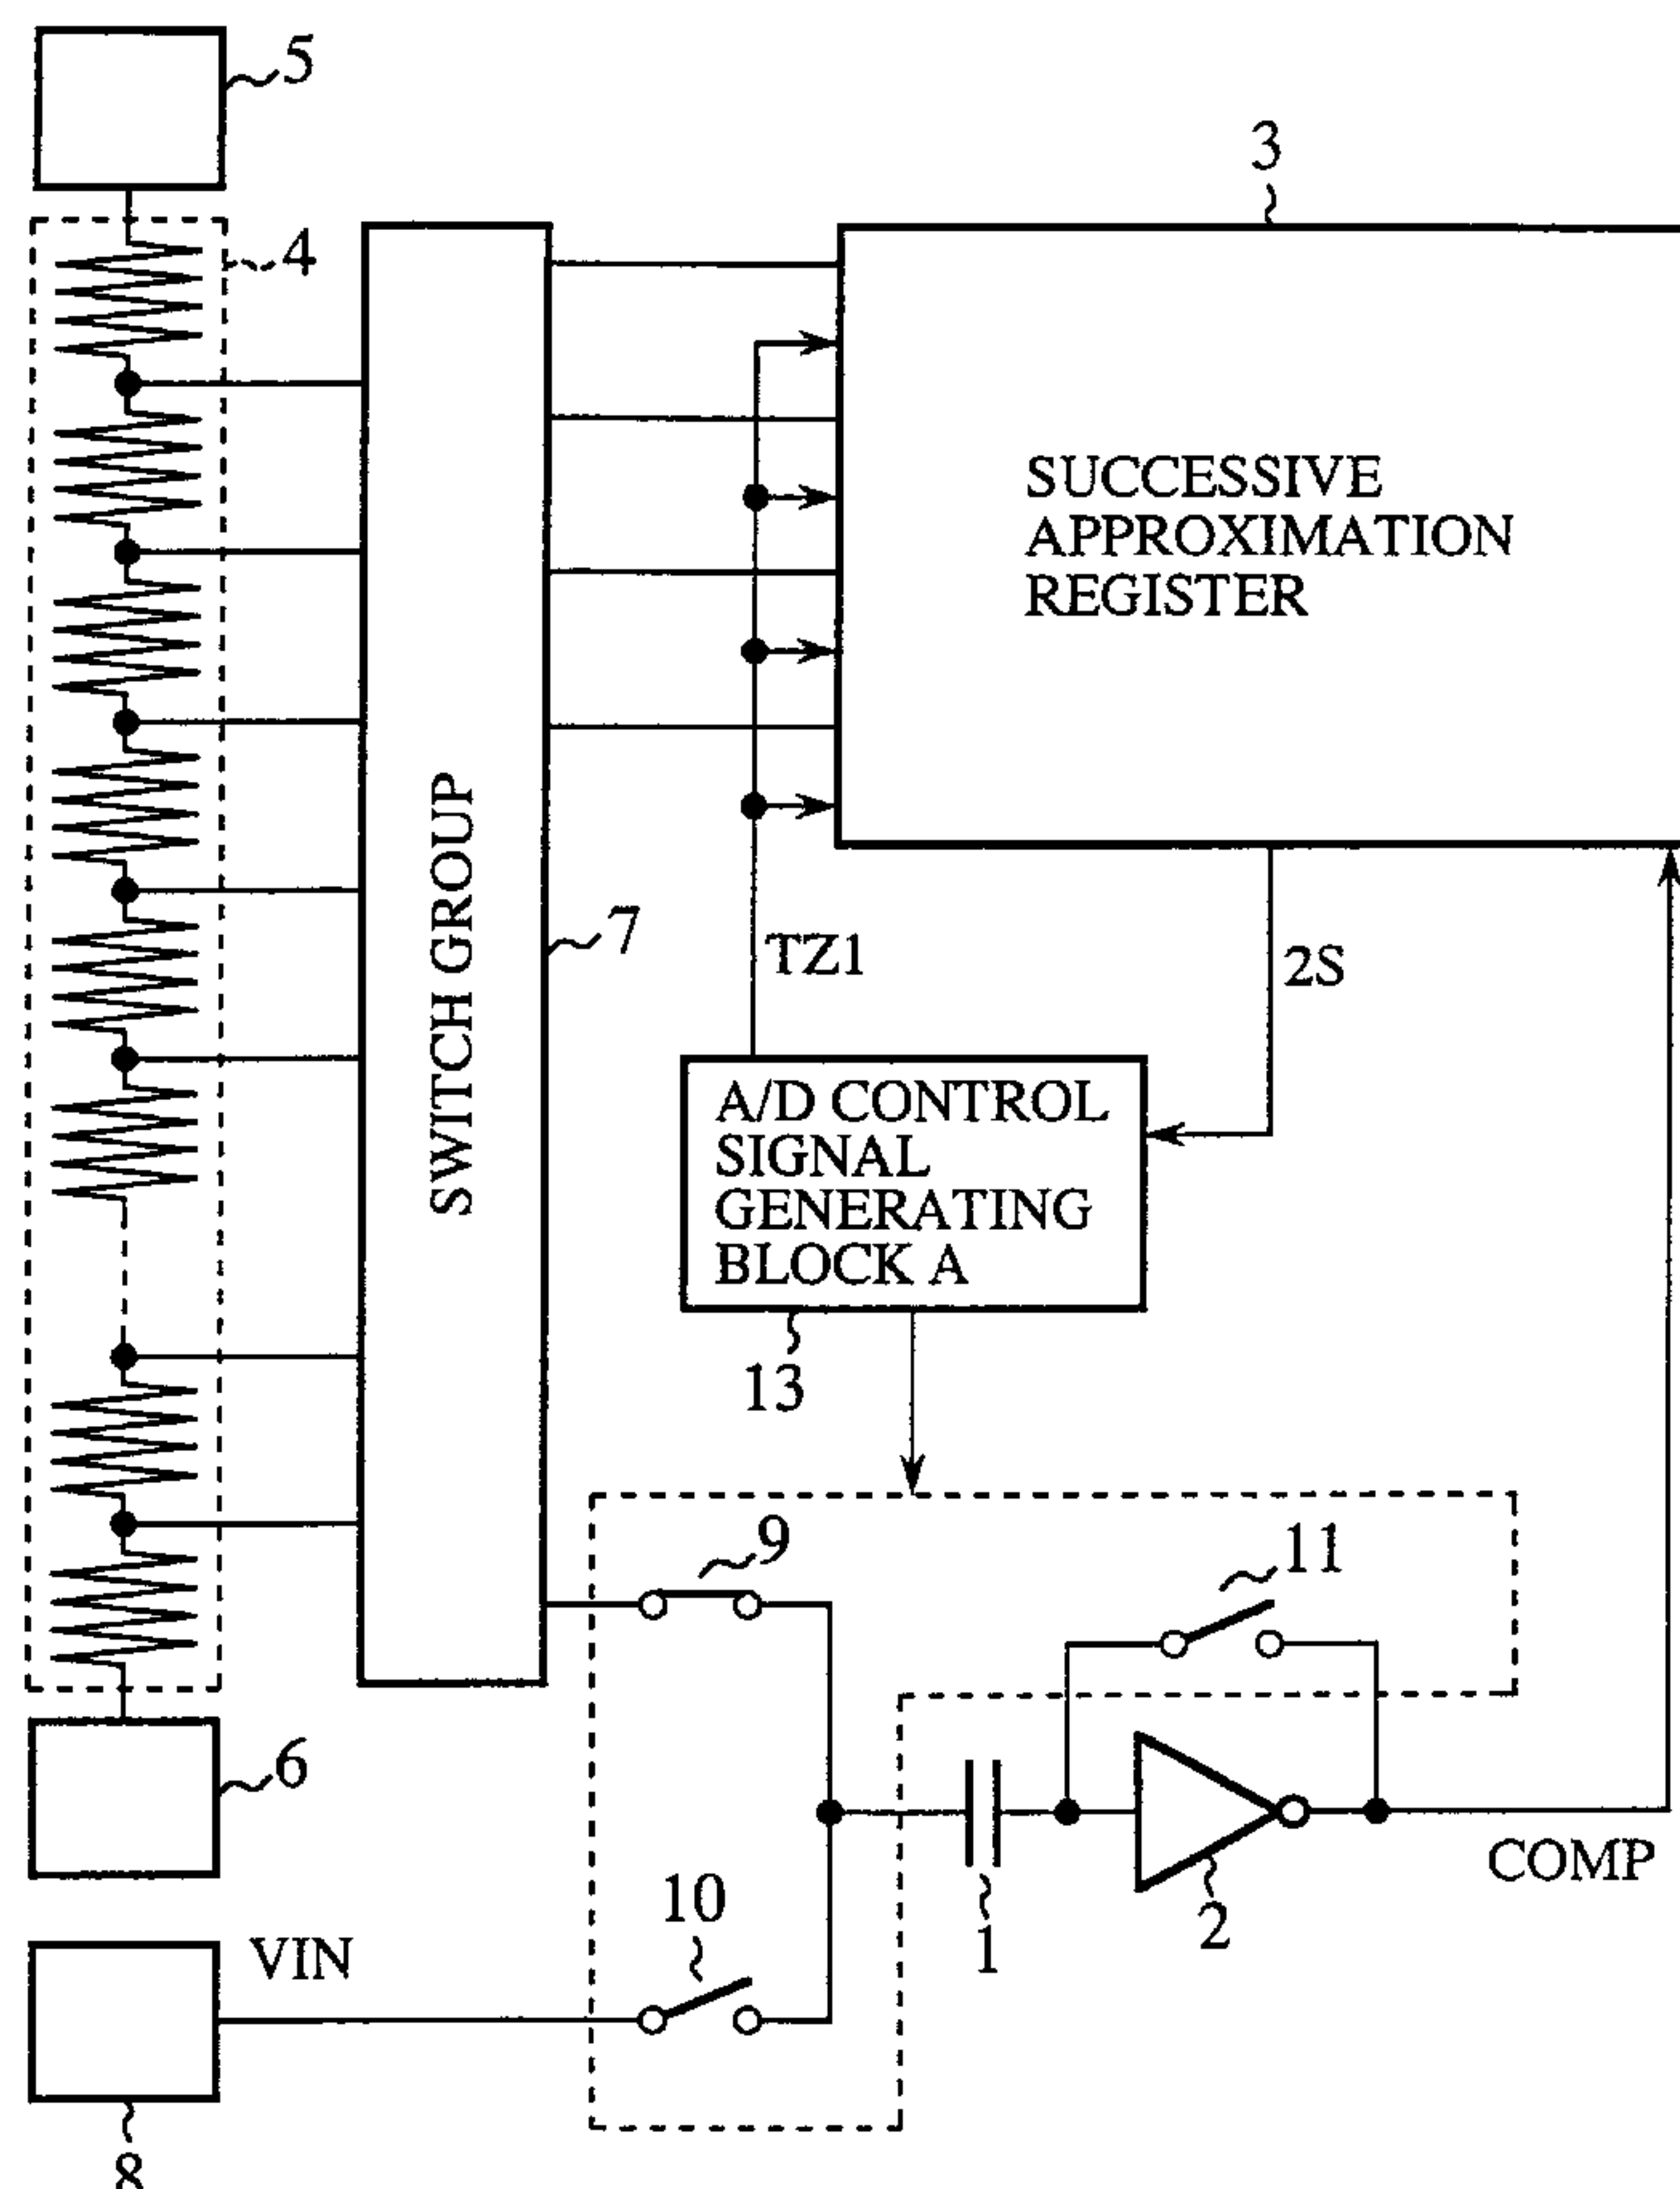 5
3
4
SUCCESSIVE
APPROXIMATION
REGISTER
SWITCH GROUP
7
TZ1
2S
A/D CONTROL
SIGNAL
GENERATING
BLOCK A
13
9
11
6
10
1
2
COMP
VIN
8